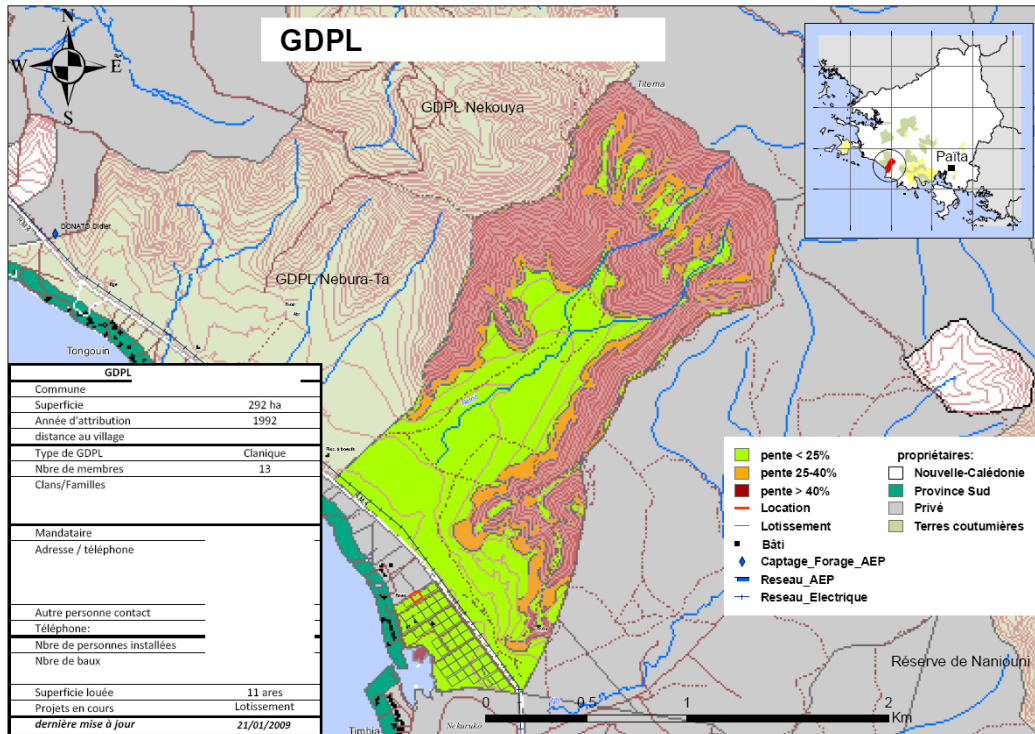 GDPL
N
W
E
S
GDPL Nekouya
Titema
Païta
DONATO Didier
GDPL Nebura-Ta
Tongouin
GDPL
Commune
Superficie 292 ha
Année d'attribution 1992
distance au village
Type de GDPL Clanique
Nbre de membres 13
Clans/Familles
Mandataire
Adresse / téléphone
Autre personne contact
Téléphone:
Nbre de personnes installées
Nbre de baux
Superficie louée 11 ares
Projets en cours Lotissement
dernière mise à jour 21/01/2009
pente < 25%
pente 25-40%
pente > 40%
Location
Lotissement
Bâti
Captage_Forage_AEP
Reseau_AEP
Reseau_Electrique
propriétaires:
Nouvelle-Calédonie
Province Sud
Privé
Terres coutumières
Réserve de Naniouni
Timbia
Nekurukö
0 0.5 1 2
Km